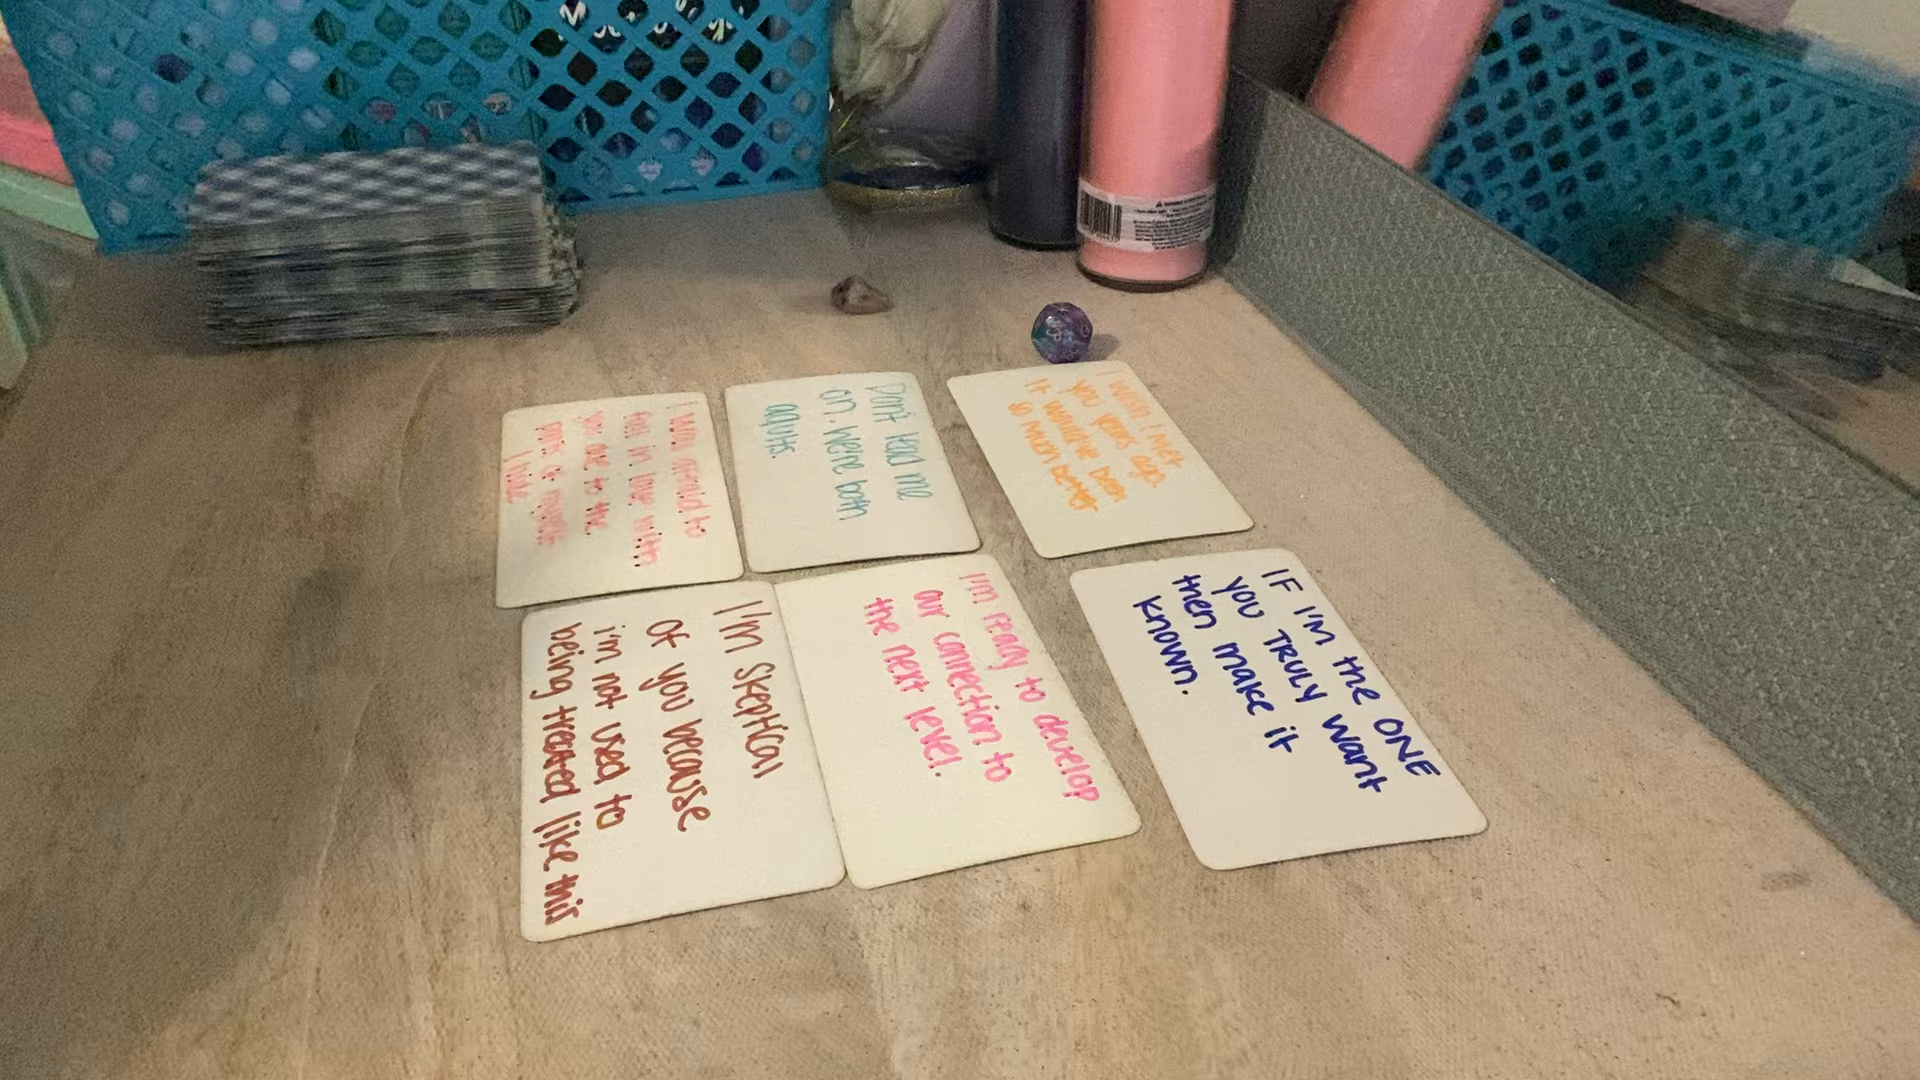 I was afraid to
fall in love with
you due to the
Don't lead me
on. We're both
adults.
I wish I met
you years ago.
It would've been
so much better
I'm skeptical
of you because
i'm not used to
being treated like this
I'm ready to develop
our connection to
the next level.
IF I'M the ONE
you TRULY want
then make it
known.